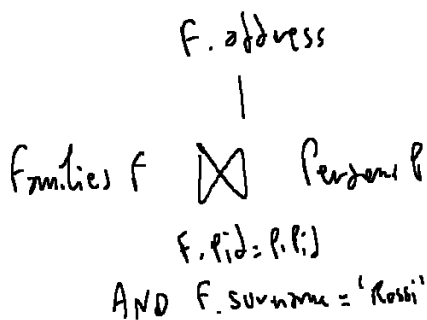 F. address
Families F ⋈ Persons P
F.Pid = P.Pid
AND F. surname = 'Rossi'